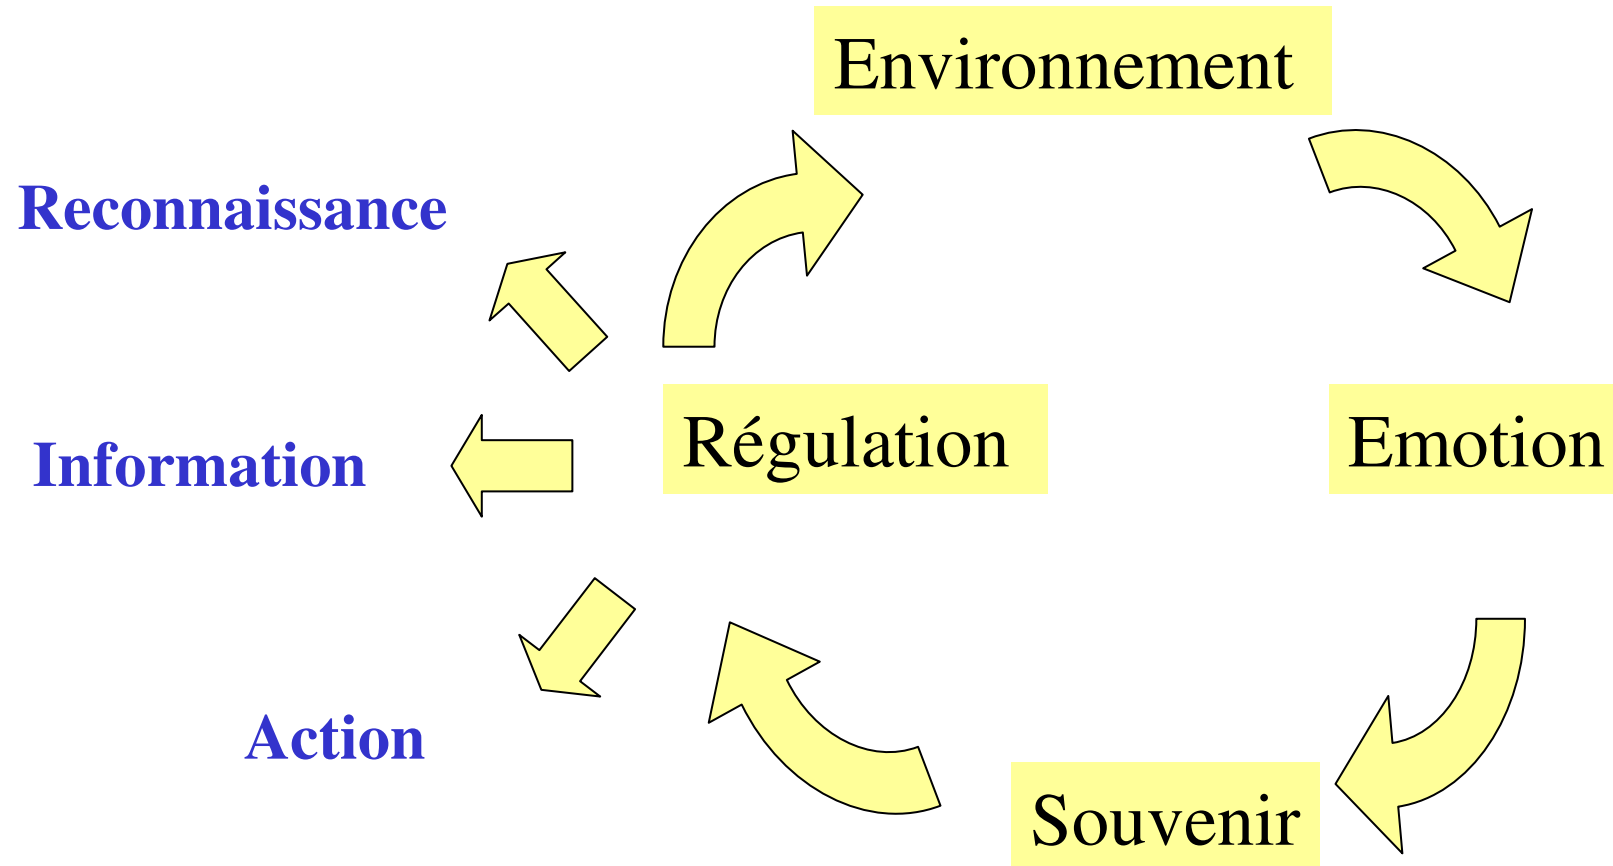 Environnement
Reconnaissance
Régulation
Emotion
Information
Action
Souvenir